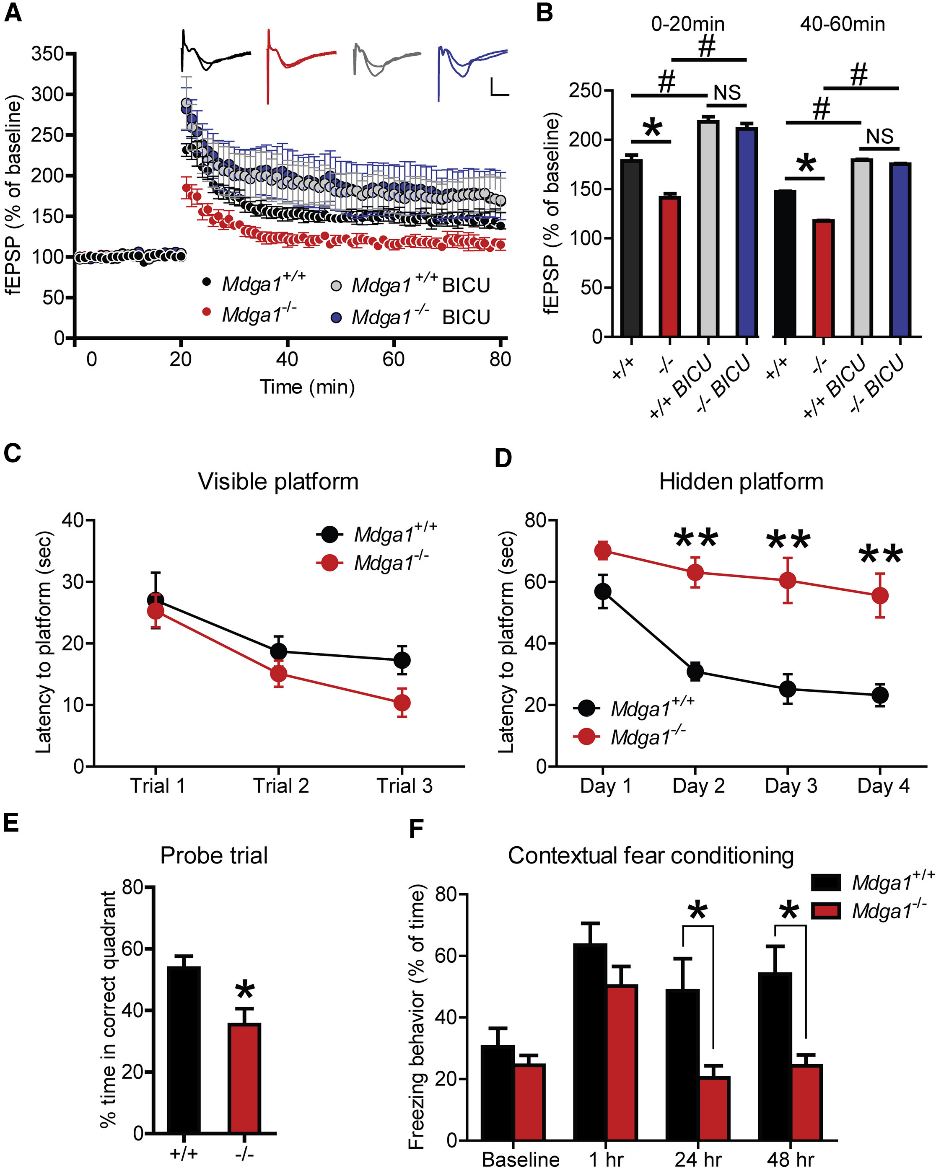 A
350
300
250
200
150
100
50
0
fEPSP (% of baseline)
Mdga1+/+
Mdga1-/-
Mdga1+/+ BICU
Mdga1-/- BICU
0 20 40 60 80
Time (min)
B
0-20min
40-60min
#
#
NS
*
#
#
NS
*
250
200
150
100
50
0
fEPSP (% of baseline)
+/+
-/-
+/+ BICU
-/- BICU
+/+
-/-
+/+ BICU
-/- BICU
C
Visible platform
40
30
20
10
0
Latency to platform (sec)
Mdga1+/+
Mdga1-/-
Trial 1 Trial 2 Trial 3
D
Hidden platform
80
60
40
20
0
Latency to platform (sec)
** ** **
Mdga1+/+
Mdga1-/-
Day 1 Day 2 Day 3 Day 4
E
Probe trial
80
60
40
20
0
% time in correct quadrant
*
+/+ -/-
F
Contextual fear conditioning
80
60
40
20
0
Freezing behavior (% of time)
Mdga1+/+
Mdga1-/-
* *
Baseline 1 hr 24 hr 48 hr